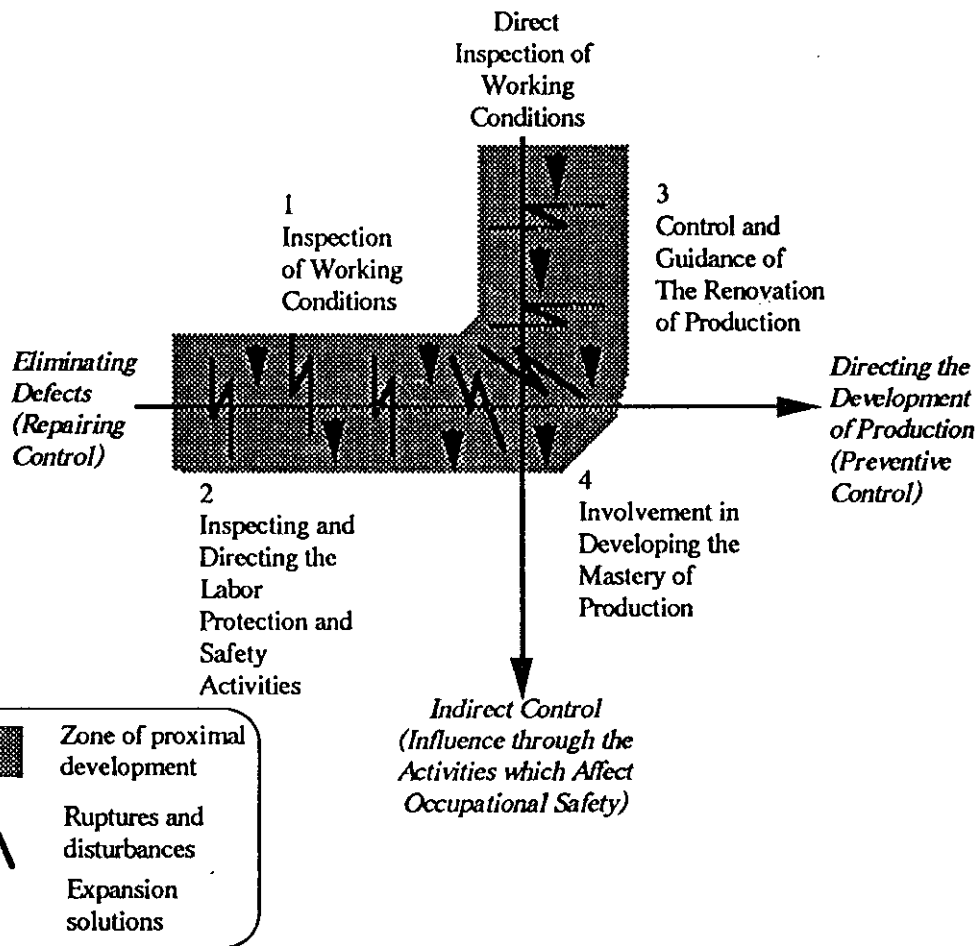 Direct
Inspection of
Working
Conditions
1
Inspection
of Working
Conditions
3
Control and
Guidance of
The Renovation
of Production
Eliminating
Defects
(Repairing
Control)
Directing the
Development
of Production
(Preventive
Control)
2
Inspecting and
Directing the
Labor
Protection and
Safety
Activities
4
Involvement in
Developing the
Mastery of
Production
Indirect Control
(Influence through the
Activities which Affect
Occupational Safety)
Zone of proximal
development
Ruptures and
disturbances
Expansion
solutions